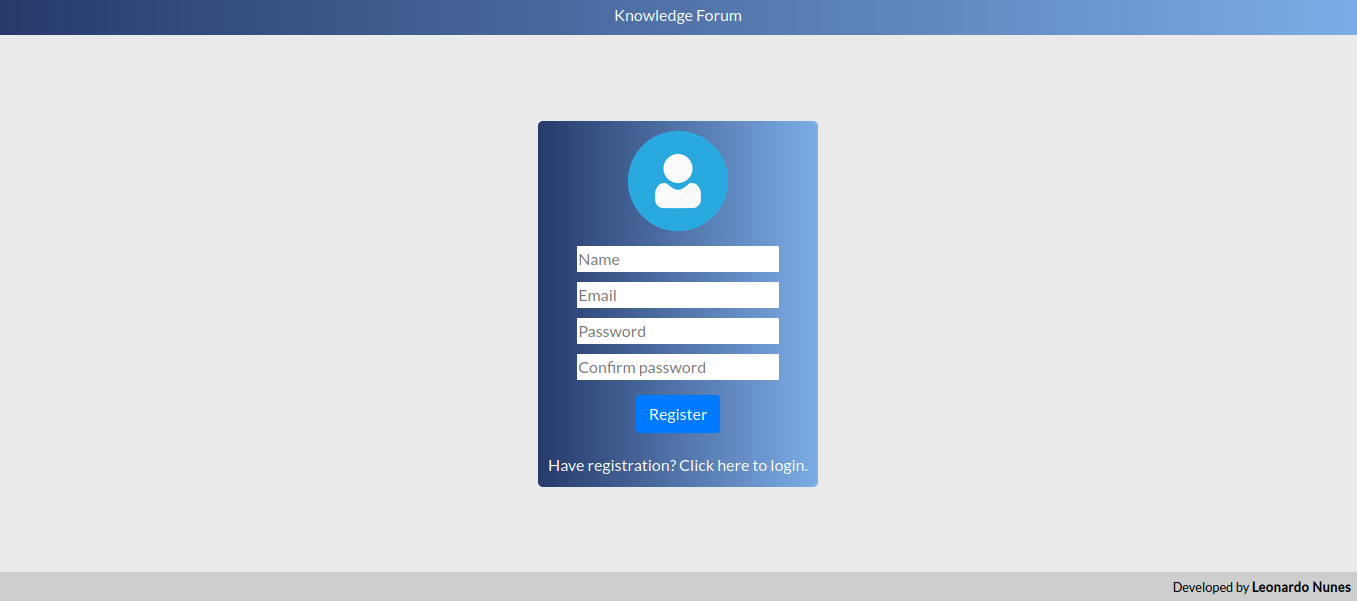 Knowledge Forum
Name
Email
Password
Confirm password
Register
Have registration? Click here to login.
Developed by Leonardo Nunes